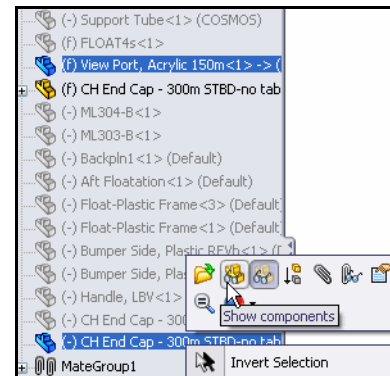 (-) Support Tube<1> (COSMOS)
(f) FLOAT4s<1>
(f) View Port, Acrylic 150m<1> -> (
(f) CH End Cap - 300m STBD-no tab
(-) ML304-B<1>
(-) ML303-B<1>
(-) Backpln1<1> (Default)
(-) Aft Floatation<1> (Default)
(-) Float-Plastic Frame<3> (Default
(-) Float-Plastic Frame<1> (Default
(-) Bumper Side, Plastic REVb<1> (D
(-) Bumper Side, Plas
(-) Handle, LBV<1>
(-) CH End Cap - 300
Show components
(-) CH End Cap - 300m STBD-no tab
MateGroup1
Invert Selection